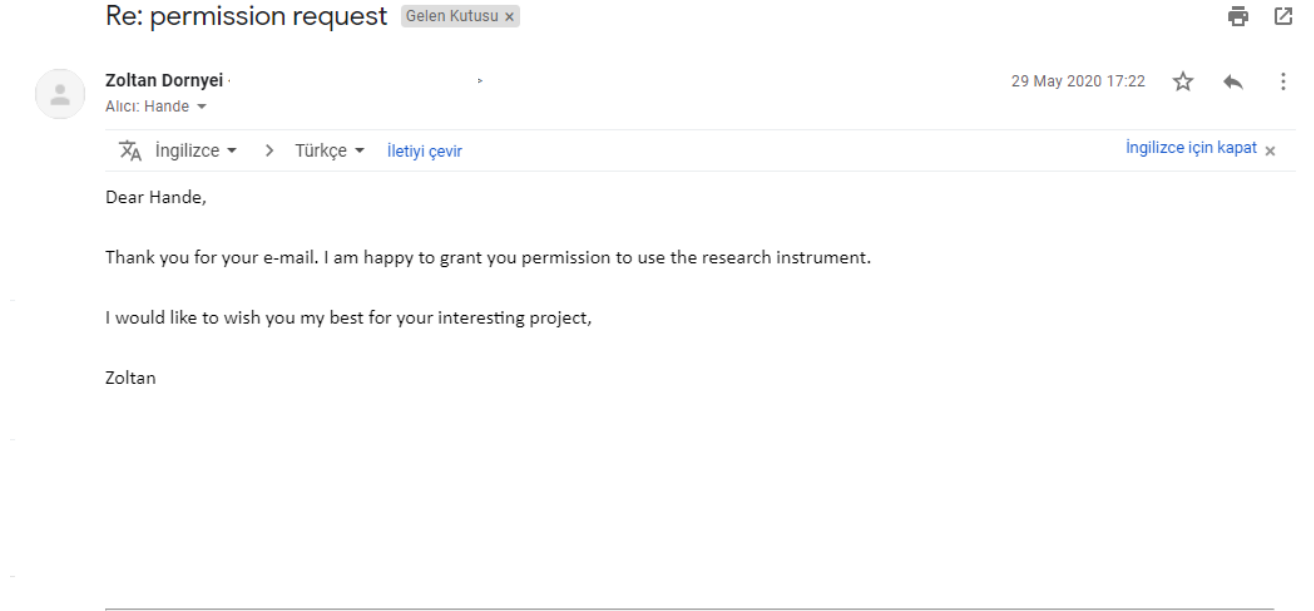 Re: permission request Gelen Kutusu x
Zoltan Dornyei
29 May 2020 17:22
Alıcı: Hande
İngilizce > Türkçe İletiyi çevir İngilizce için kapat x
Dear Hande,
Thank you for your e-mail. I am happy to grant you permission to use the research instrument.
I would like to wish you my best for your interesting project,
Zoltan